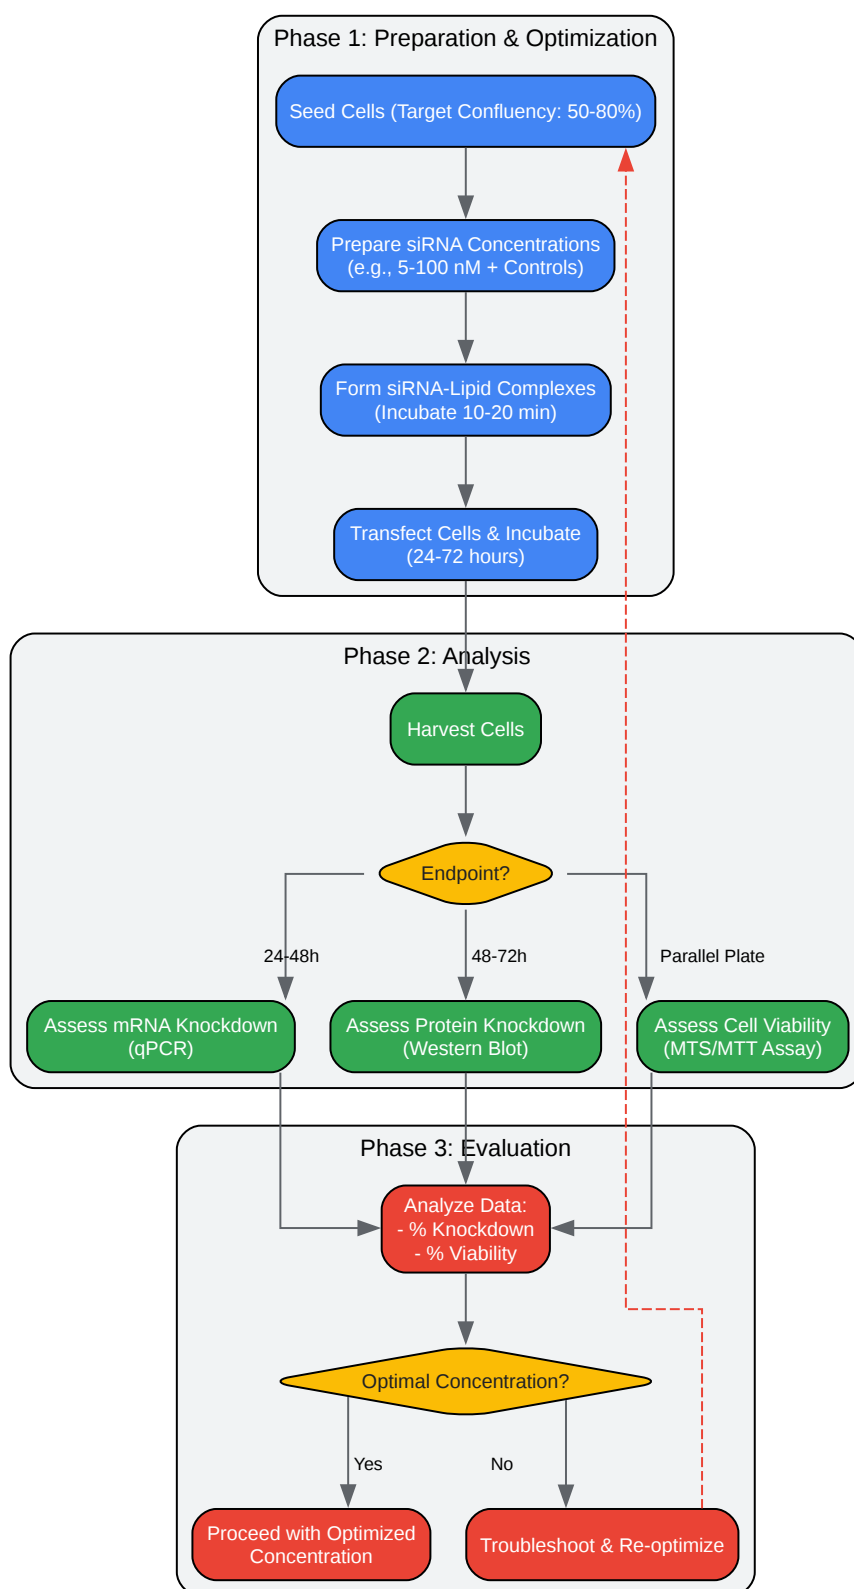 Phase 1: Preparation & Optimization
Seed Cells (Target Confluency: 50-80%)
Prepare siRNA Concentrations
(e.g., 5-100 nM + Controls)
Form siRNA-Lipid Complexes
(Incubate 10-20 min)
Transfect Cells & Incubate
(24-72 hours)
Phase 2: Analysis
Harvest Cells
Endpoint?
24-48h
48-72h
Parallel Plate
Assess mRNA Knockdown
(qPCR)
Assess Protein Knockdown
(Western Blot)
Assess Cell Viability
(MTS/MTT Assay)
Phase 3: Evaluation
Analyze Data:
- % Knockdown
- % Viability
Optimal Concentration?
Yes
No
Proceed with Optimized
Concentration
Troubleshoot & Re-optimize